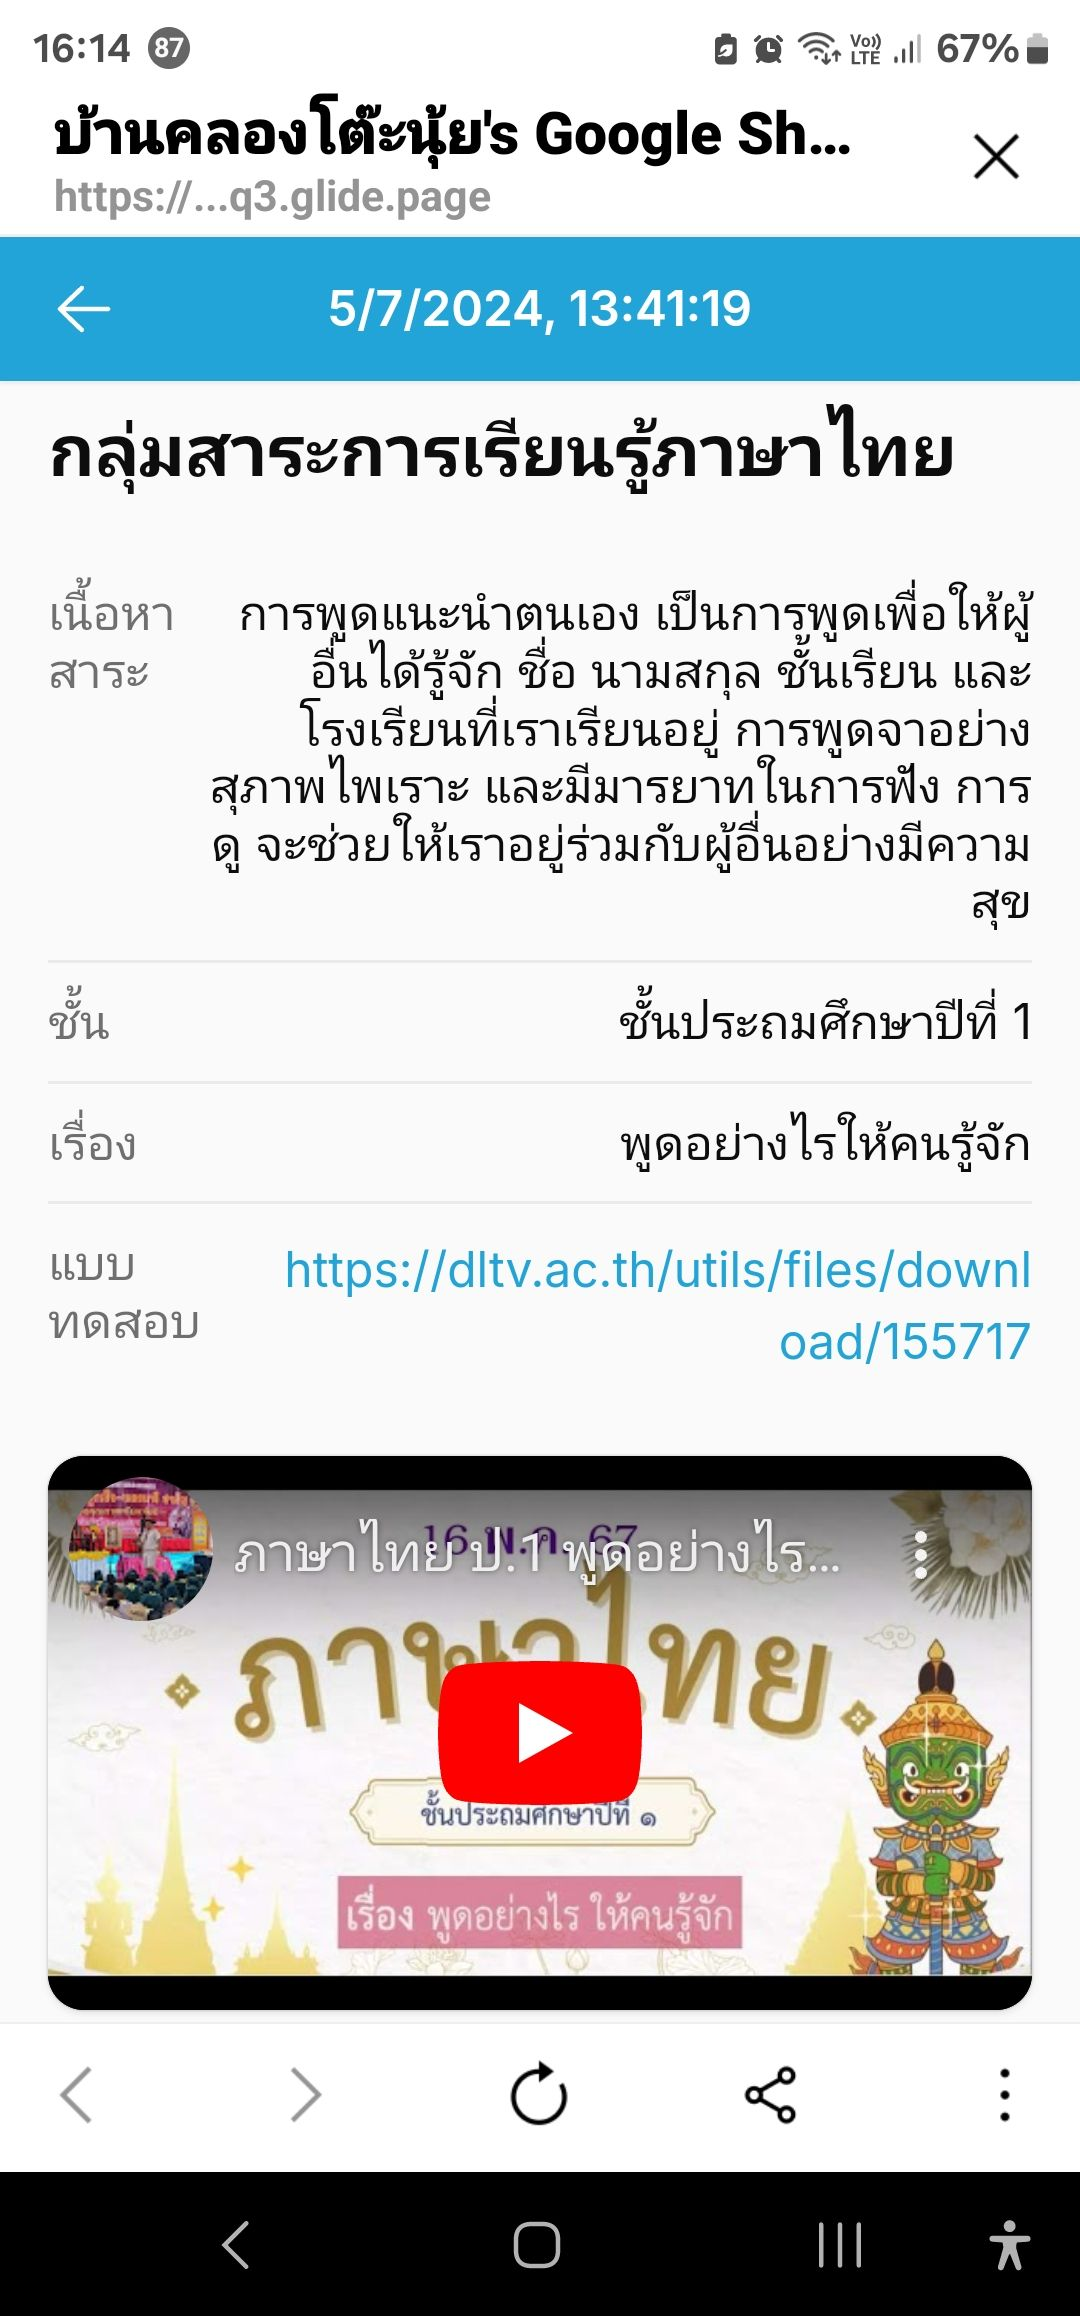 16:14 87 Vo)) LTE 67%
บ้านคลองโต๊ะนุ้ย's Google Sh...
https://...q3.glide.page
5/7/2024, 13:41:19
กลุ่มสาระการเรียนรู้ภาษาไทย
เนื้อหา
สาระ
การพูดแนะนำตนเอง เป็นการพูดเพื่อให้ผู้
อื่นได้รู้จัก ชื่อ นามสกุล ชั้นเรียน และ
โรงเรียนที่เราเรียนอยู่ การพูดจาอย่าง
สุภาพไพเราะ และมีมารยาทในการฟัง การ
ดู จะช่วยให้เราอยู่ร่วมกับผู้อื่นอย่างมีความ
สุข
ชั้น
ชั้นประถมศึกษาปีที่ 1
เรื่อง
พูดอย่างไรให้คนรู้จัก
แบบ
ทดสอบ
https://dltv.ac.th/utils/files/downl
oad/155717
16 พ.ค. 67
ภาษาไทย ป.1 พูดอย่างไร...
ภาษาไทย
ชั้นประถมศึกษาปีที่ ๑
เรื่อง พูดอย่างไร ให้คนรู้จัก